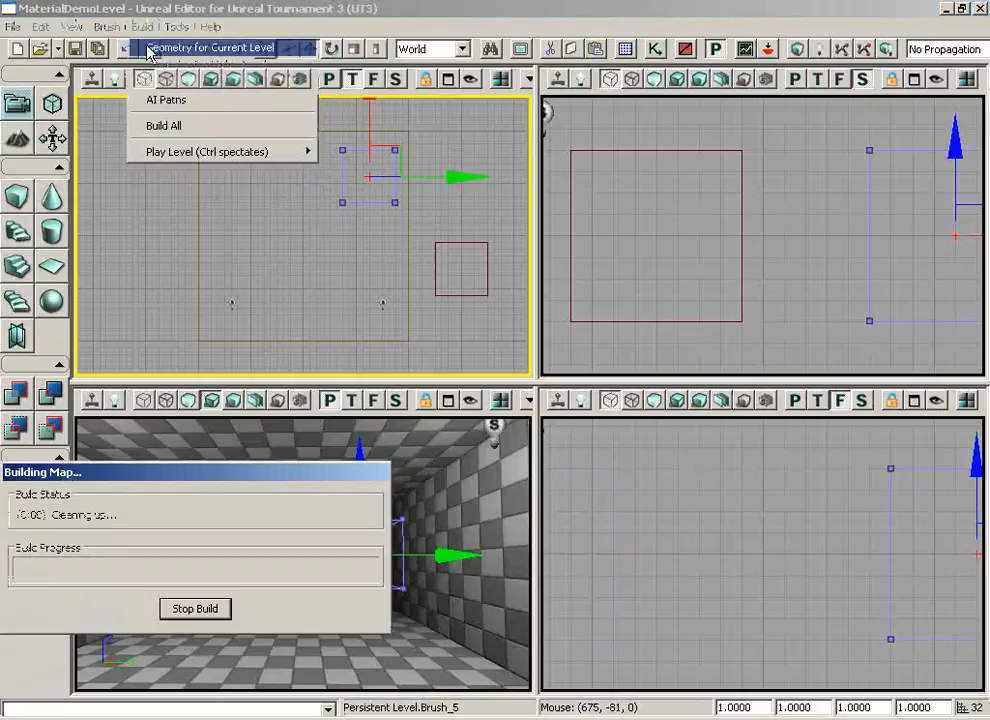 MaterialDemoLevel - Unreal Editor for Unreal Tournament 3 (UT3)
File Edit View Brush Build Tools Help
Geometry for Current Level
World
P
No Propagation
P T F S
P T F S
AI Paths
Build All
Play Level (Ctrl spectates)
P T F S
P T F S
S
Building Map...
Build Status
(0:00) Cleaning up...
Build Progress
Stop Build
Persistent Level.Brush_5
Mouse: (675, -81, 0)
1.0000
1.0000
1.0000
1.0000
32